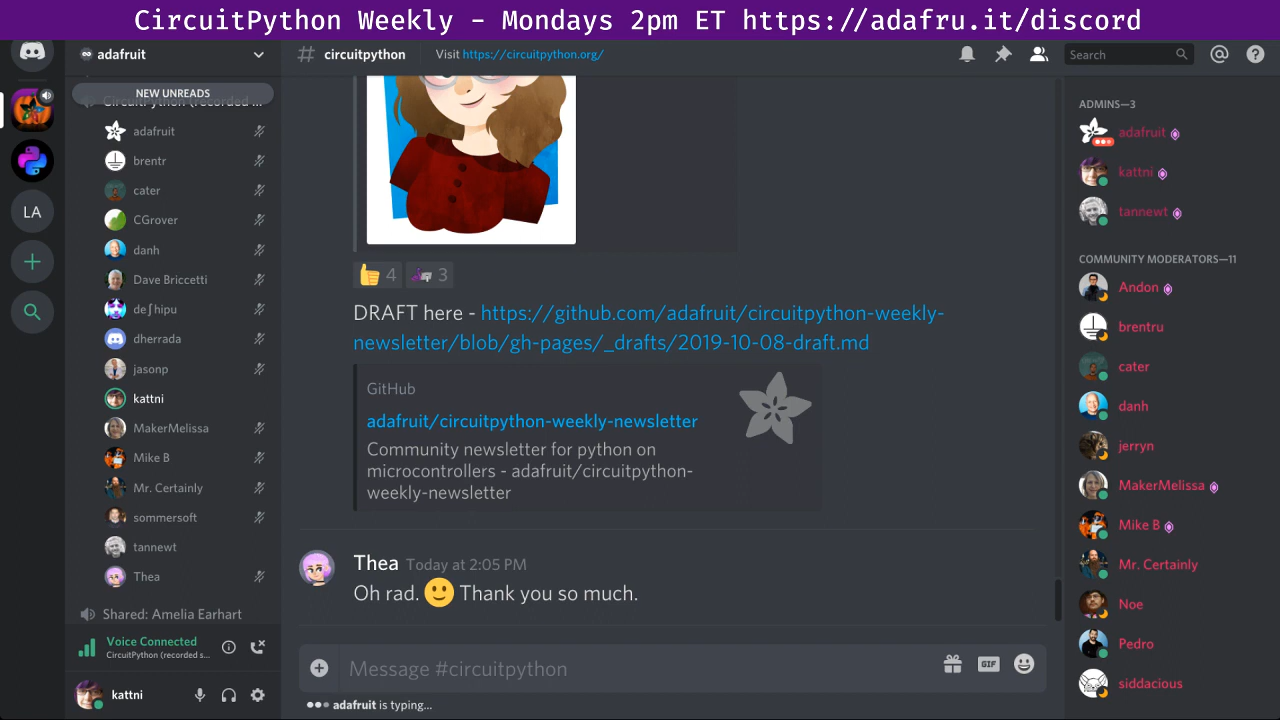 CircuitPython Weekly - Mondays 2pm ET https://adafru.it/discord
adafruit
# circuitpython
Visit https://circuitpython.org/
Search
NEW UNREADS
CircuitPython (recorded ...
adafruit
brentr
cater
CGrover
danh
Dave Briccetti
de∫hipu
dherrada
jasonp
kattni
MakerMelissa
Mike B
Mr. Certainly
sommersoft
tannewt
Thea
Shared: Amelia Earhart
Voice Connected
CircuitPython (recorded s...
kattni
LA
4
3
DRAFT here - https://github.com/adafruit/circuitpython-weekly-
newsletter/blob/gh-pages/_drafts/2019-10-08-draft.md
GitHub
adafruit/circuitpython-weekly-newsletter
Community newsletter for python on
microcontrollers - adafruit/circuitpython-
weekly-newsletter
Thea Today at 2:05 PM
Oh rad. 🙂 Thank you so much.
Message #circuitpython
GIF
adafruit is typing...
ADMINS—3
adafruit
kattni
tannewt
COMMUNITY MODERATORS—11
Andon
brentru
cater
danh
jerryn
MakerMelissa
Mike B
Mr. Certainly
Noe
Pedro
siddacious